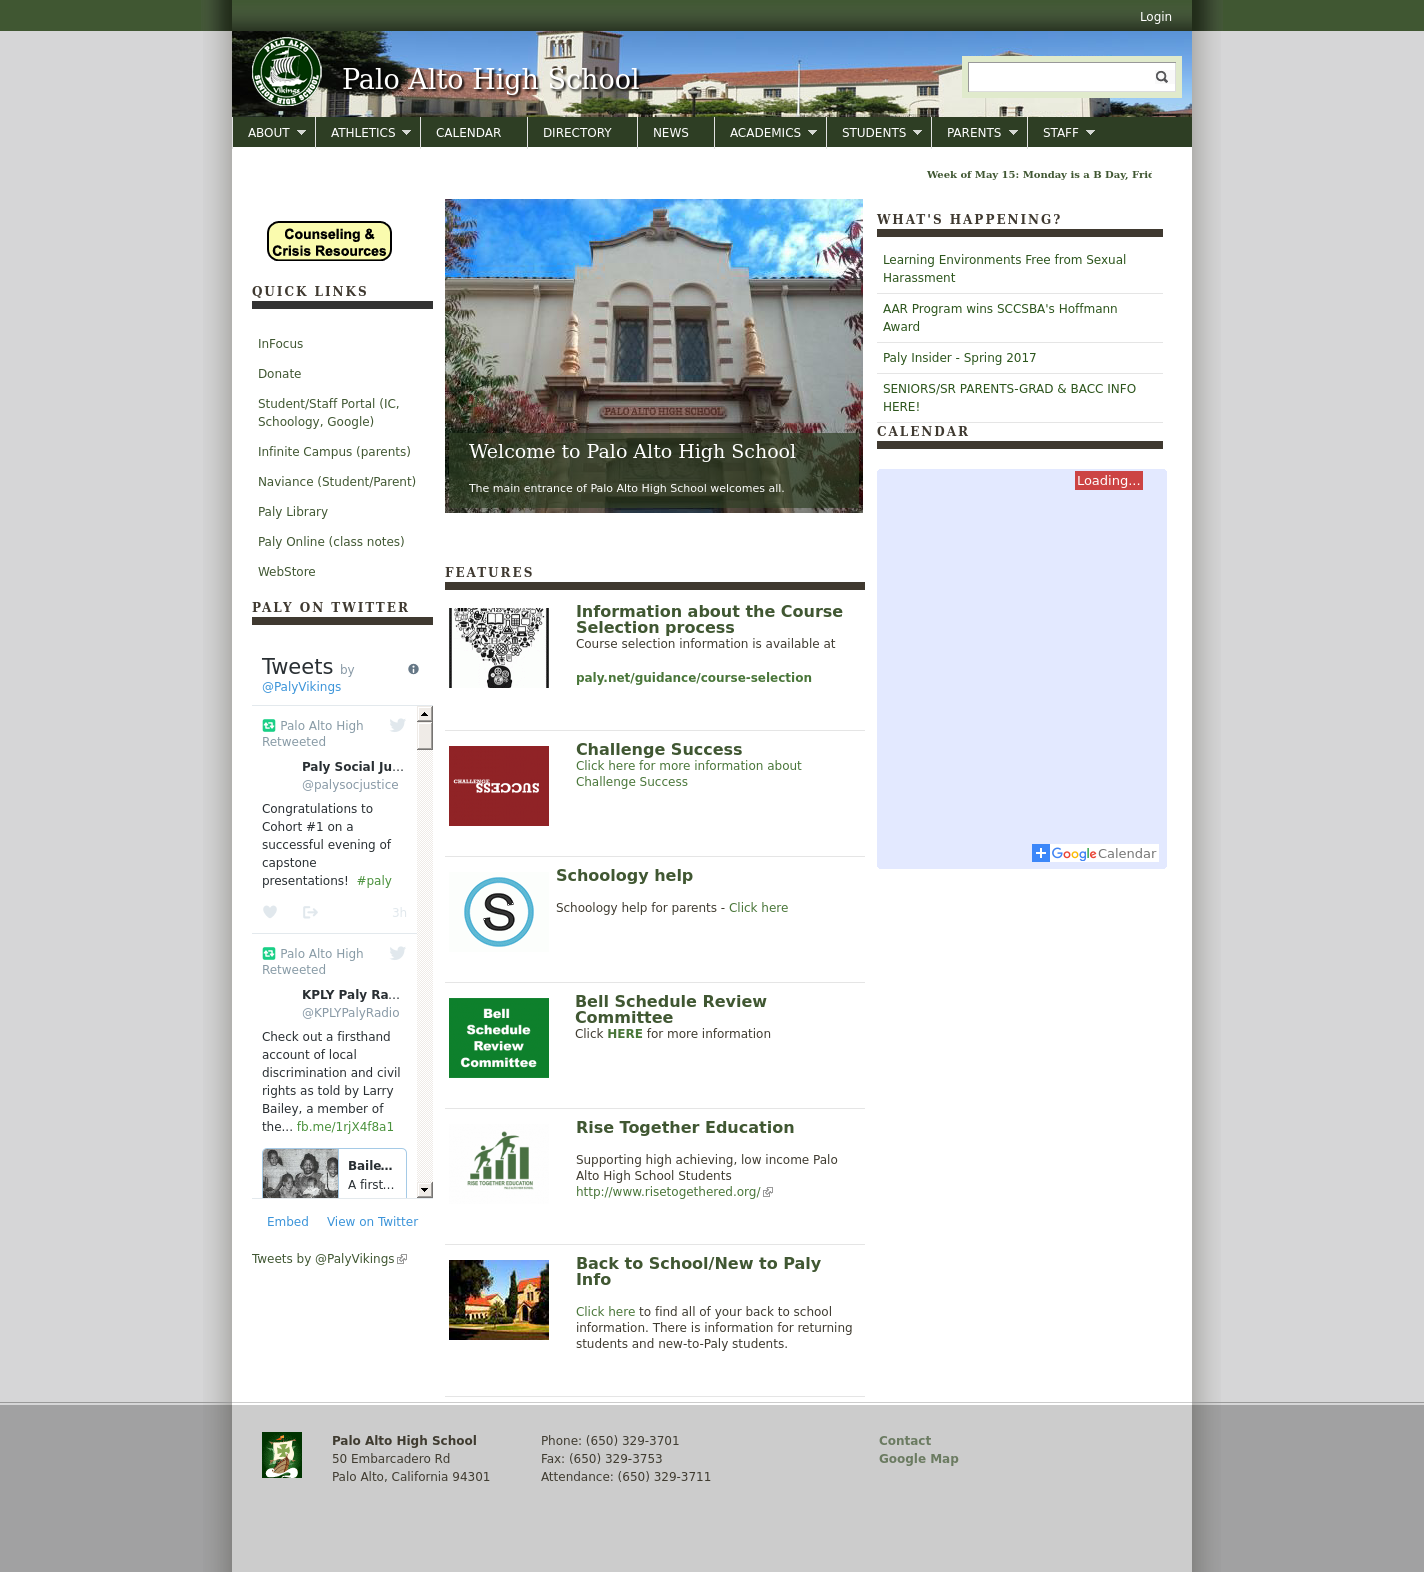 Login
PALO ALTO
Vikings
SENIOR HIGH SCHOOL
Palo Alto High School
ABOUT
ATHLETICS
CALENDAR
DIRECTORY
NEWS
ACADEMICS
STUDENTS
PARENTS
STAFF
Week of May 15: Monday is a B Day, Frid
Counseling &
Crisis Resources
QUICK LINKS
InFocus
Donate
Student/Staff Portal (IC,
Schoology, Google)
Infinite Campus (parents)
Naviance (Student/Parent)
Paly Library
Paly Online (class notes)
WebStore
PALY ON TWITTER
Tweets by
@PalyVikings
Palo Alto High
Retweeted
Paly Social Ju...
@palysocjustice
Congratulations to
Cohort #1 on a
successful evening of
capstone
presentations! #paly
3h
Palo Alto High
Retweeted
KPLY Paly Ra...
@KPLYPalyRadio
Check out a firsthand
account of local
discrimination and civil
rights as told by Larry
Bailey, a member of
the... fb.me/1rjX4f8a1
Baile...
A first...
Embed
View on Twitter
Tweets by @PalyVikings
PALO ALTO HIGH SCHOOL
Welcome to Palo Alto High School
The main entrance of Palo Alto High School welcomes all.
FEATURES
Information about the Course
Selection process
Course selection information is available at
paly.net/guidance/course-selection
CHALLENGE
SUCCESS
Challenge Success
Click here for more information about
Challenge Success
S
Schoology help
Schoology help for parents - Click here
Bell
Schedule
Review
Committee
Bell Schedule Review
Committee
Click HERE for more information
RISE TOGETHER EDUCATION
Rise Together Education
Supporting high achieving, low income Palo
Alto High School Students
http://www.risetogethered.org/
Back to School/New to Paly
Info
Click here to find all of your back to school
information. There is information for returning
students and new-to-Paly students.
WHAT'S HAPPENING?
Learning Environments Free from Sexual
Harassment
AAR Program wins SCCSBA's Hoffmann
Award
Paly Insider - Spring 2017
SENIORS/SR PARENTS-GRAD & BACC INFO
HERE!
CALENDAR
Loading...
Google Calendar
Palo Alto High School
50 Embarcadero Rd
Palo Alto, California 94301
Phone: (650) 329-3701
Fax: (650) 329-3753
Attendance: (650) 329-3711
Contact
Google Map